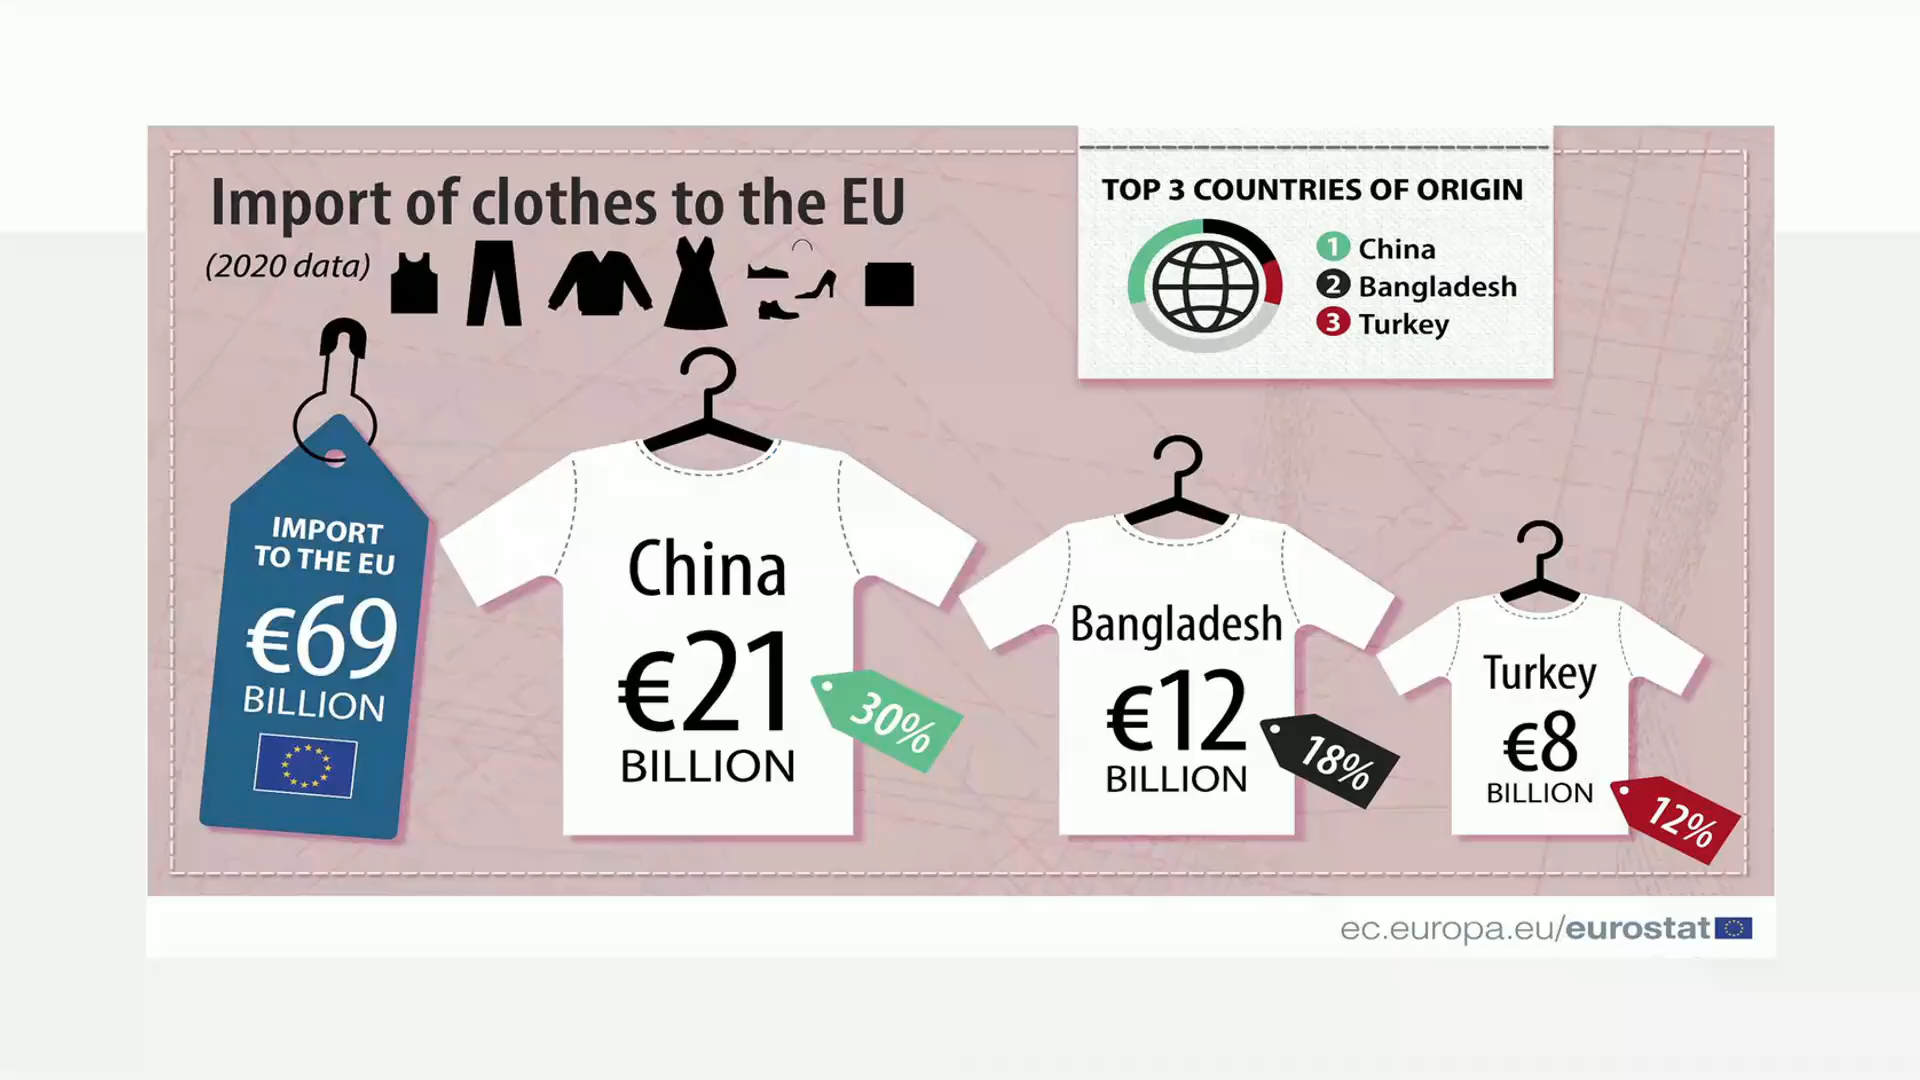 Import of clothes to the EU
(2020 data)
TOP 3 COUNTRIES OF ORIGIN
1 China
2 Bangladesh
3 Turkey
IMPORT
TO THE EU
€69
BILLION
China
€21
BILLION
30%
Bangladesh
€12
BILLION
18%
Turkey
€8
BILLION
12%
ec.europa.eu/eurostat